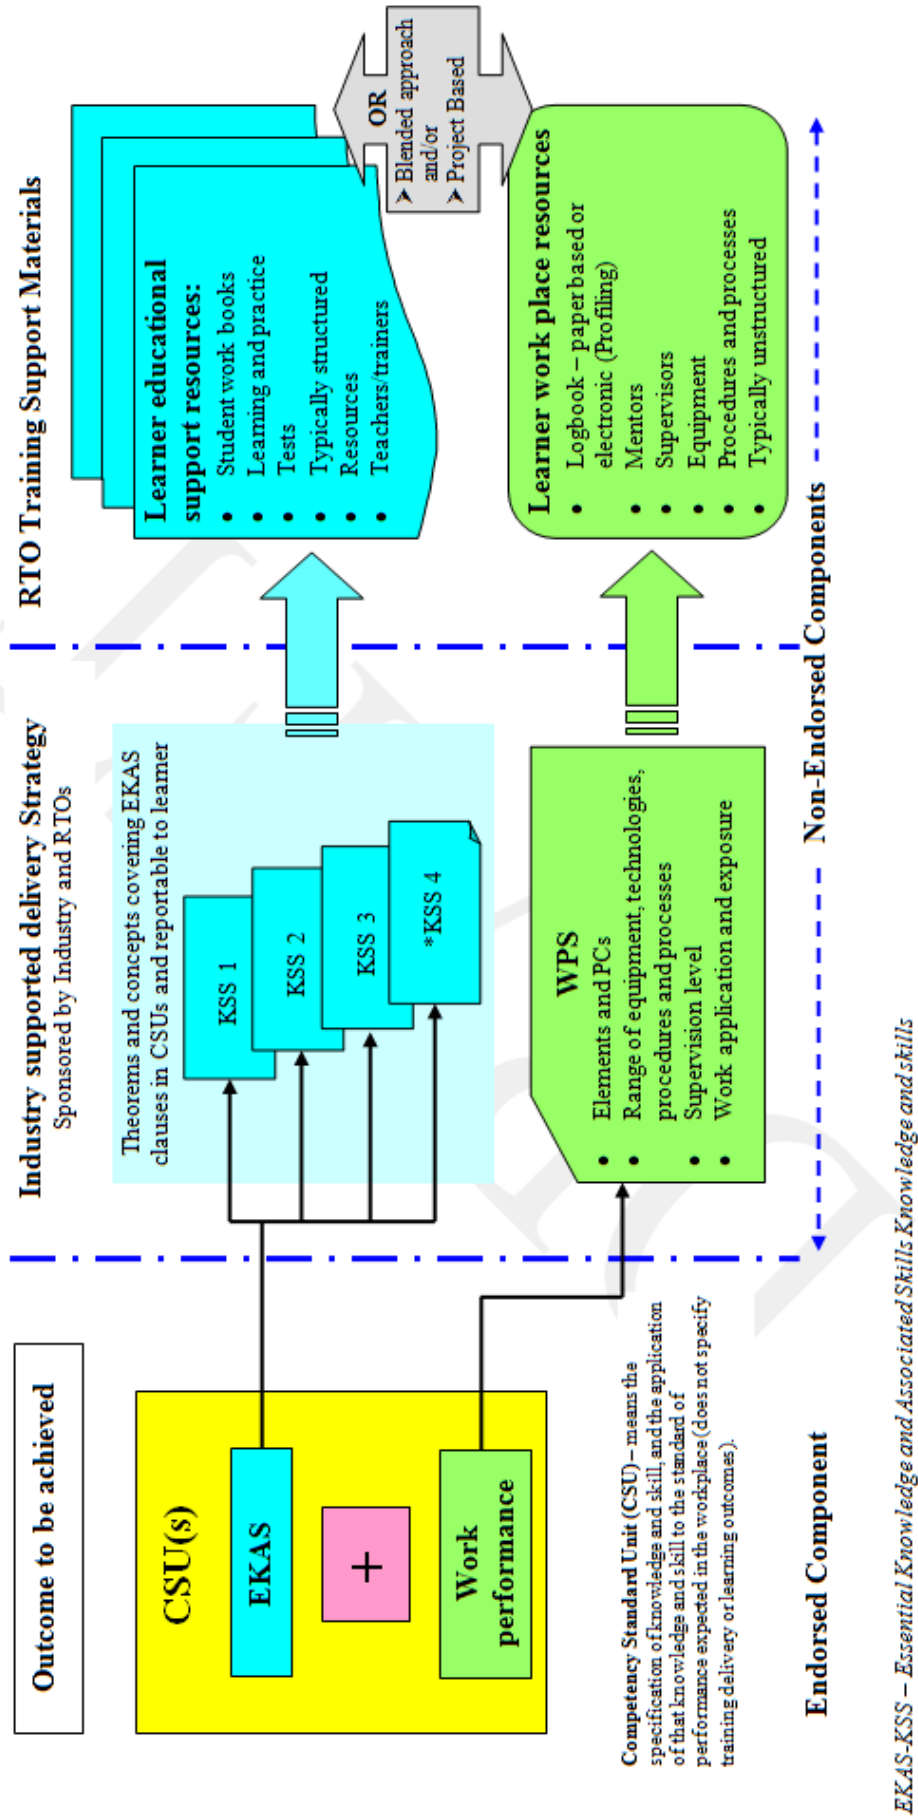 Outcome to be achieved
CSU(s)
EKAS
+
Work
performance
Competency Standard Unit (CSU) – means the
specification of knowledge and skill, and the application
of that knowledge and skill to the standard of
performance expected in the workplace (does not specify
training delivery or learning outcomes).
Endorsed Component
Industry supported delivery Strategy
Sponsored by Industry and RTOs
Theorems and concepts covering EKAS
clauses in CSUs and reportable to learner
KSS 1
KSS 2
KSS 3
*KSS 4
WPS
• Elements and PCs
• Range of equipment, technologies,
procedures and processes
• Supervision level
• Work application and exposure
RTO Training Support Materials
Learner educational
support resources:
• Student work books
• Learning and practice
• Tests
• Typically structured
• Resources
• Teachers/trainers
OR
➢ Blended approach
and/or
➢ Project Based
Learner work place resources
• Logbook – paper based or
electronic (Profiling)
• Mentors
• Supervisors
• Equipment
• Procedures and processes
• Typically unstructured
Non-Endorsed Components
EKAS-KSS – Essential Knowledge and Associated Skills Knowledge and skills